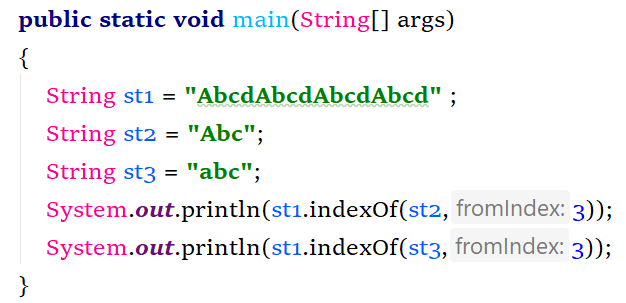 public static void main(String[] args)
{
String st1 = "AbcdAbcdAbcdAbcd" ;
String st2 = "Abc";
String st3 = "abc";
System.out.println(st1.indexOf(st2, fromIndex: 3));
System.out.println(st1.indexOf(st3, fromIndex: 3));
}